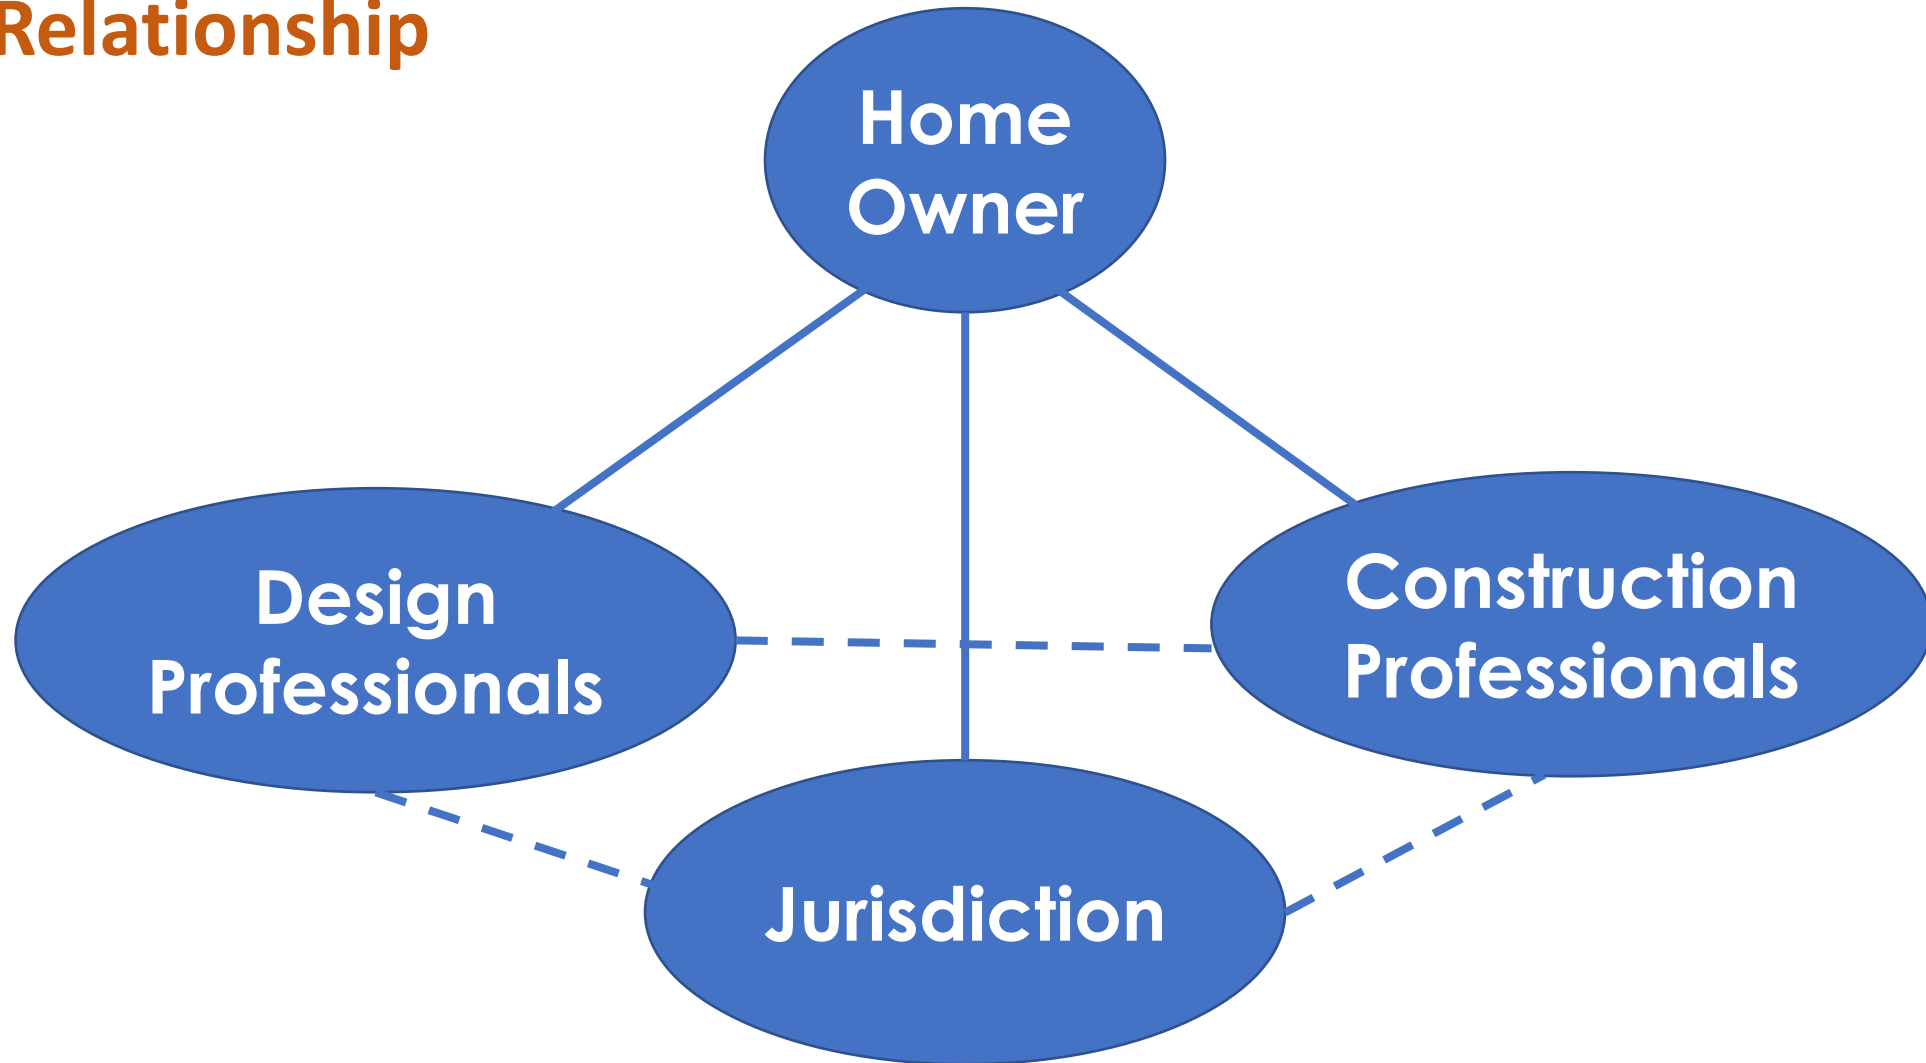 Relationship
Home
Owner
Design
Professionals
Construction
Professionals
Jurisdiction